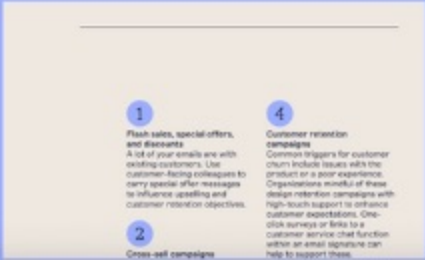 1
Flash sales, special offers,
and discounts
A lot of your emails are with
existing customers. Use
customer-facing colleagues to
carry special offer messages
to influence upselling and
customer retention objectives.
2
Cross-sell campaigns
4
Customer retention
campaigns
Common triggers for customer
churn include issues with the
product or a poor experience.
Organizations mindful of these
design retention campaigns with
high-touch support to enhance
customer expectations. One-
click surveys or links to a
customer service chat function
within an email signature can
help to support these.